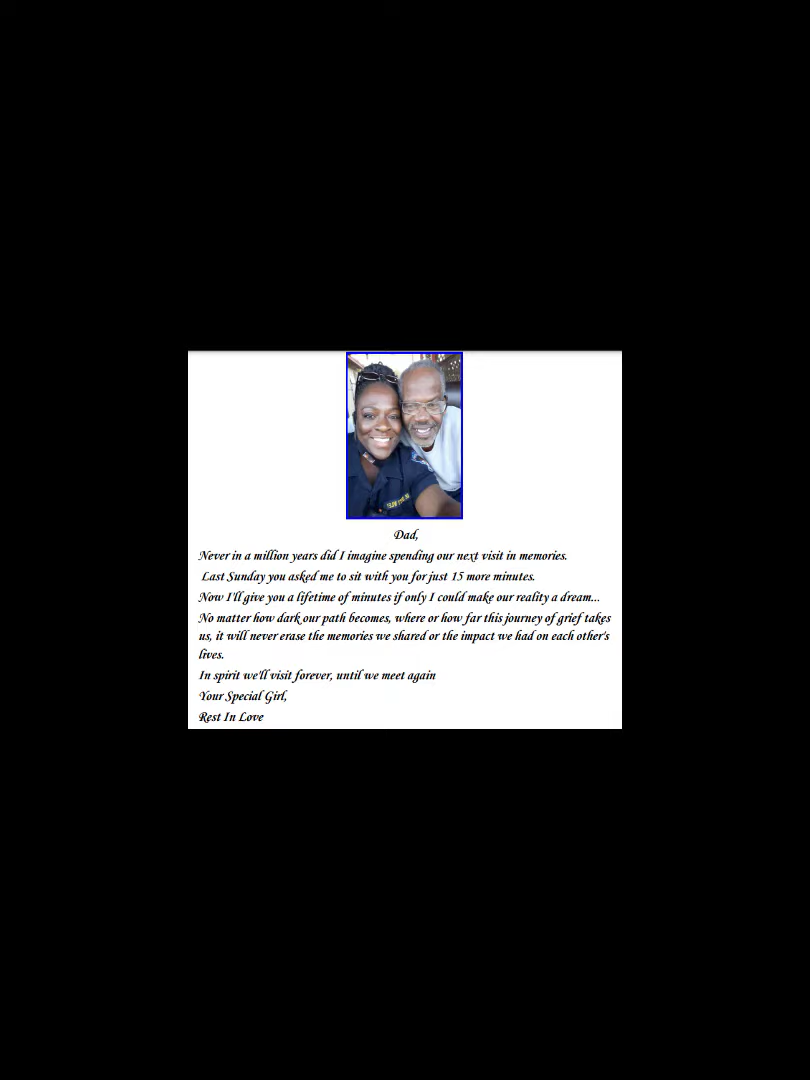 Dad,
Never in a million years did I imagine spending our next visit in memories.
Last Sunday you asked me to sit with you for just 15 more minutes.
Now I'll give you a lifetime of minutes if only I could make our reality a dream...
No matter how dark our path becomes, where or how far this journey of grief takes
us, it will never erase the memories we shared or the impact we had on each other's
lives.
In spirit we'll visit forever, until we meet again
Your Special Girl,
Rest In Love